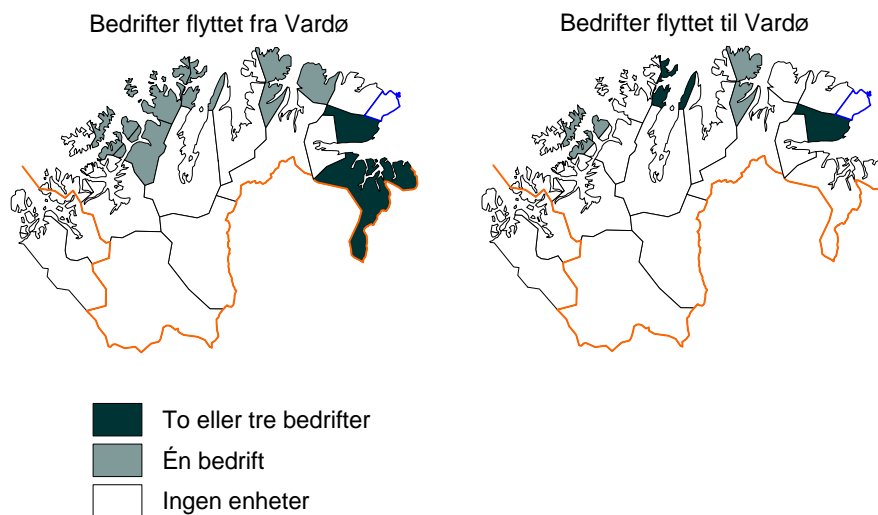 Bedrifter flyttet fra Vardø
Bedrifter flyttet til Vardø
To eller tre bedrifter
Én bedrift
Ingen enheter